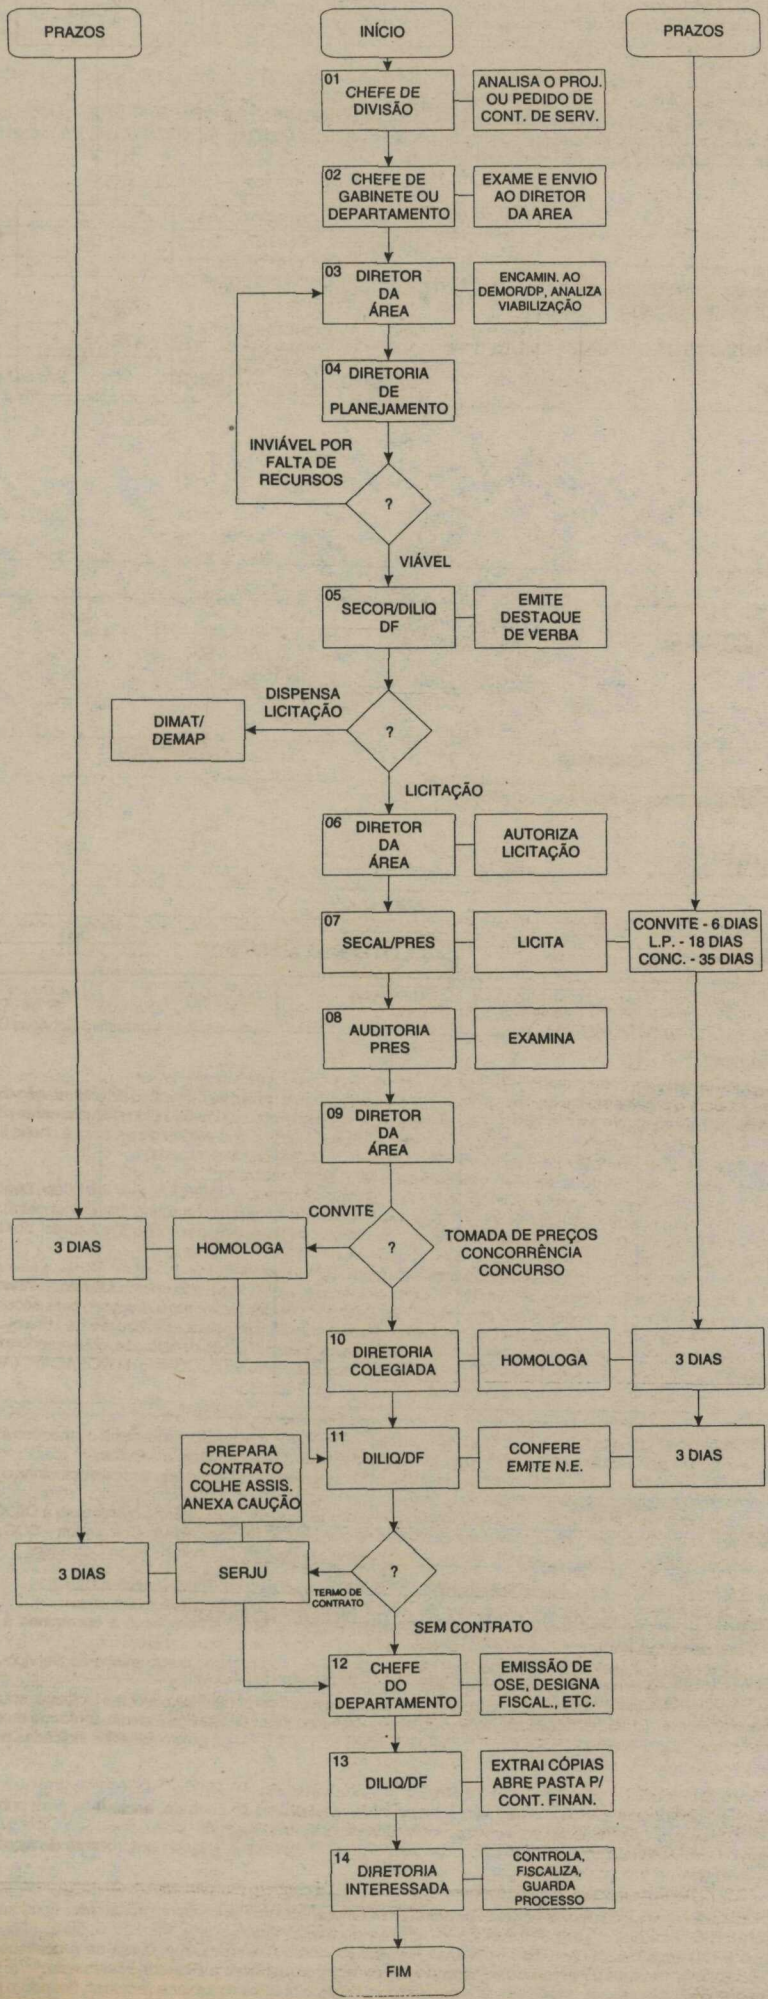 PRAZOS
INÍCIO
PRAZOS
01
CHEFE DE
DIVISÃO
ANALISA O PROJ.
OU PEDIDO DE
CONT. DE SERV.
02
CHEFE DE
GABINETE OU
DEPARTAMENTO
EXAME E ENVIO
AO DIRETOR
DA AREA
03
DIRETOR
DA
ÁREA
ENCAMIN. AO
DEMOR/DP, ANALIZA
VIABILIZAÇÃO
04
DIRETORIA
DE
PLANEJAMENTO
INVIÁVEL POR
FALTA DE
RECURSOS
?
VIÁVEL
05
SECOR/DILIQ
DF
EMITE
DESTAQUE
DE VERBA
DISPENSA
LICITAÇÃO
DIMAT/
DEMAP
?
LICITAÇÃO
06
DIRETOR
DA
ÁREA
AUTORIZA
LICITAÇÃO
07
SECAL/PRES
LICITA
CONVITE - 6 DIAS
L.P. - 18 DIAS
CONC. - 35 DIAS
08
AUDITORIA
PRES
EXAMINA
09
DIRETOR
DA
ÁREA
CONVITE
3 DIAS
HOMOLOGA
?
TOMADA DE PREÇOS
CONCORRÊNCIA
CONCURSO
10
DIRETORIA
COLEGIADA
HOMOLOGA
3 DIAS
11
DILIQ/DF
CONFERE
EMITE N.E.
3 DIAS
PREPARA
CONTRATO
COLHE ASSIS.
ANEXA CAUÇÃO
3 DIAS
SERJU
TERMO DE
CONTRATO
?
SEM CONTRATO
12
CHEFE
DO
DEPARTAMENTO
EMISSÃO DE
OSE, DESIGNA
FISCAL., ETC.
13
DILIQ/DF
EXTRAI CÓPIAS
ABRE PASTA P/
CONT. FINAN.
14
DIRETORIA
INTERESSADA
CONTROLA,
FISCALIZA,
GUARDA
PROCESSO
FIM